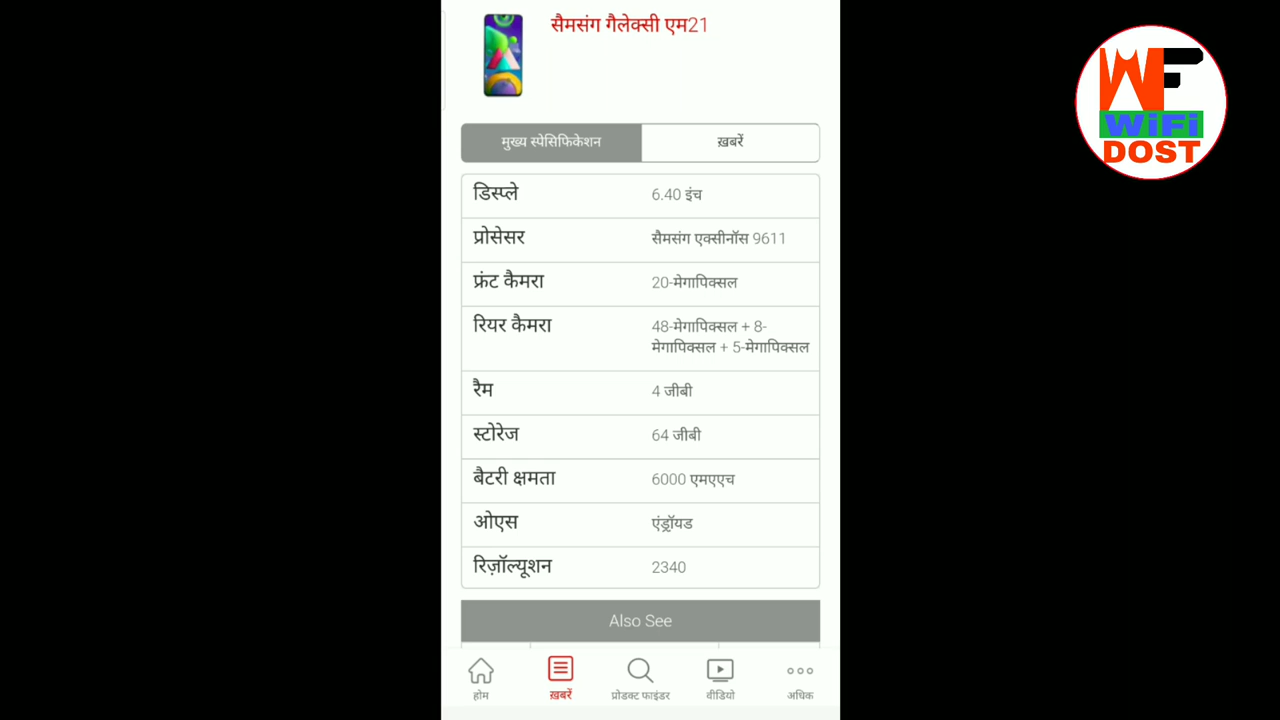 सैमसंग गैलेक्सी एम21
WF
WiFi
DOST
मुख्य स्पेसिफिकेशन ख़बरें
डिस्प्ले 6.40 इंच
प्रोसेसर सैमसंग एक्सीनॉस 9611
फ्रंट कैमरा 20-मेगापिक्सल
रियर कैमरा 48-मेगापिक्सल + 8-
मेगापिक्सल + 5-मेगापिक्सल
रैम 4 जीबी
स्टोरेज 64 जीबी
बैटरी क्षमता 6000 एमएएच
ओएस एंड्रॉयड
रिज़ॉल्यूशन 2340
Also See
होम ख़बरें प्रोडक्ट फाइंडर वीडियो अधिक